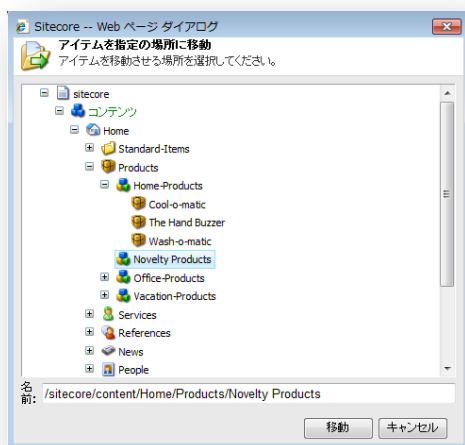 Sitecore -- Web ページ ダイアログ
アイテムを指定の場所に移動
アイテムを移動させる場所を選択してください。
sitecore
コンテンツ
Home
Standard-Items
Products
Home-Products
Cool-o-matic
The Hand Buzzer
Wash-o-matic
Novelty Products
Office-Products
Vacation-Products
Services
References
News
People
名前: /sitecore/content/Home/Products/Novelty Products
移動 キャンセル